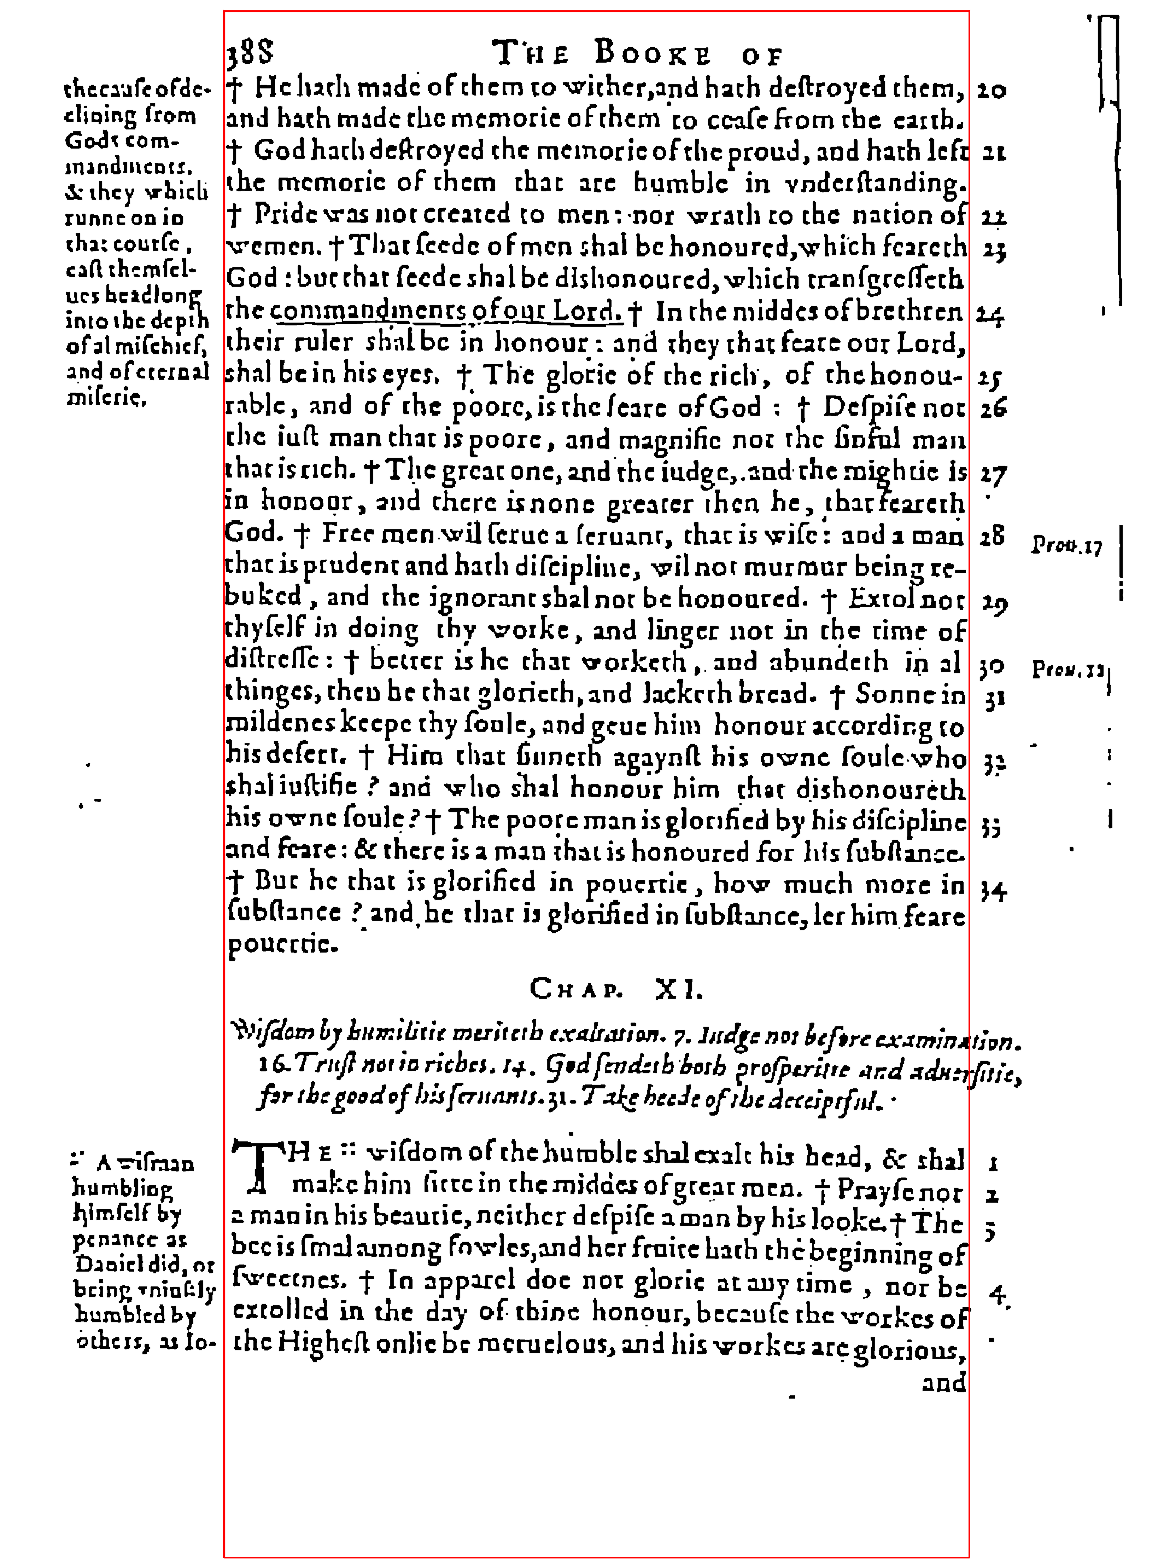 388 THE BOOKE OF
† He hath made of them to wither, and hath deſtroyed them, 20
and hath made the memorie of them to ceaſe from the earth.
† God hath deſtroyed the memorie of the proud, and hath left 21
the memorie of them that are humble in vnderſtanding.
† Pride was not created to men: nor wrath to the nation of 22
wemen. † That ſeede of men shal be honoured, which feareth 23
God: but that ſeede shal be dishonoured, which tranſgreſſeth
the commandments of our Lord. † In the middes of brethren 24
their ruler shal be in honour: and they that feare our Lord,
shal be in his eyes. † The glorie of the rich, of the honou- 25
rable, and of the poore, is the feare of God: † Deſpiſe not 26
the iuſt man that is poore, and magnifie not the ſinful man
that is rich. † The great one, and the iudge, and the mightie is 27
in honour, and there is none greater then he, that feareth
God. † Free men wil ſerue a ſeruant, that is wiſe: and a man 28
that is prudent and hath diſcipline, wil not murmur being re-
buked, and the ignorant shal not be honoured. † Extol not 29
thyſelf in doing thy worke, and linger not in the time of
diſtreſſe: † better is he that worketh, and abundeth in al 30
thinges, then he that glorieth, and lacketh bread. † Sonne in 31
mildenes keepe thy ſoule, and geue him honour according to
his deſert. † Him that ſinneth agaynſt his owne ſoule who 32
shal iuſtifie? and who shal honour him that dishonoureth
his owne ſoule? † The poore man is glorified by his diſcipline 33
and feare: & there is a man that is honoured for his ſubſtance.
† But he that is glorified in pouertie, how much more in 34
ſubſtance? and he that is glorified in ſubſtance, let him feare
pouertie.
the cauſe of de-
clining from
Gods com-
mandments.
& they which
runne on in
that courſe,
caſt themſel-
ues headlong
into the depth
of al miſchief,
and of eternal
miſerie.
Prou. 17
Prou. 12
CHAP. XI.
Wiſdom by humilitie meriteth exaltation. 7. Iudge not before examination.
16. Truſt not in riches. 14. God ſendeth both proſperitie and aduerſitie,
for the good of his ſeruants. 31. Take heede of the deceiptful.
THE :: wiſdom of the humble shal exalt his head, & shal 1
make him ſitte in the middes of great men. † Prayſe not 2
a man in his beautie, neither deſpiſe a man by his looke. † The 3
bee is ſmal among fowles, and her fruite hath the beginning of
ſweetnes. † In apparel doe not glorie at any time, nor be 4
extolled in the day of thine honour, becauſe the workes of
the Higheſt onlie be meruelous, and his workes are glorious,
and
:: A wiſman
humbling
himſelf by
penance as
Daniel did, or
being vniuſtly
humbled by
others, as Io-